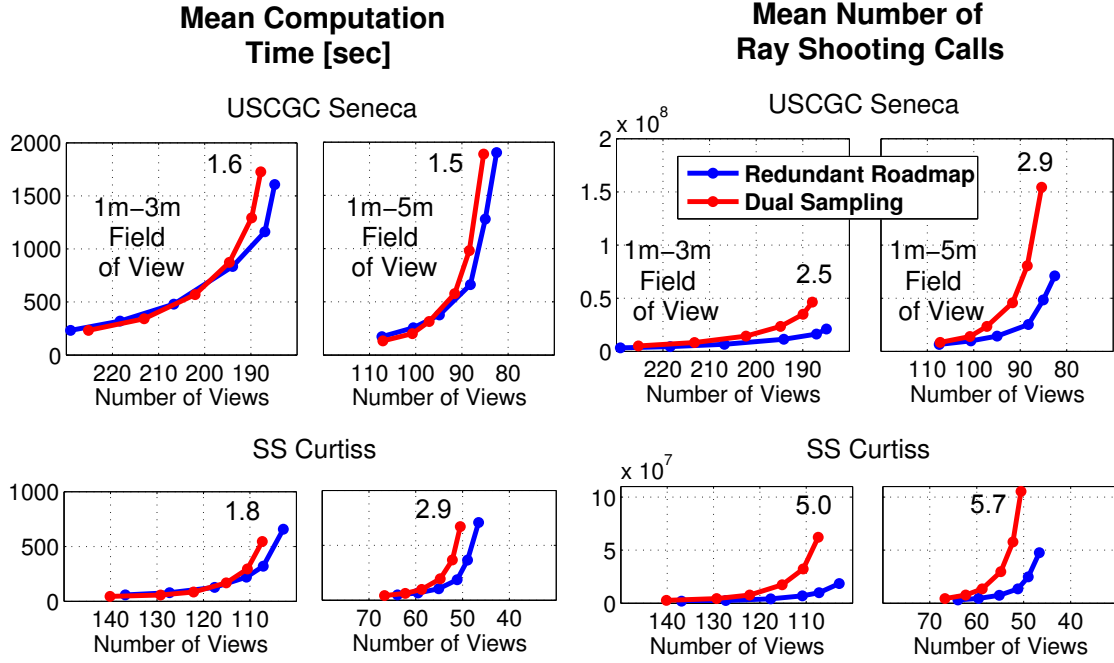 Mean Computation
Time [sec]
Mean Number of
Ray Shooting Calls
USCGC Seneca
2000
1500
1000
500
0
1.6
1m−3m
Field
of View
220 210 200 190
Number of Views
1.5
1m−5m
Field
of View
110 100 90 80
Number of Views
USCGC Seneca
x 10^8
2
1.5
1
0.5
0
Redundant Roadmap
Dual Sampling
1m−3m
Field
of View
2.5
220 210 200 190
Number of Views
2.9
1m−5m
Field
of View
110 100 90 80
Number of Views
SS Curtiss
1000
500
0
1.8
140 130 120 110
Number of Views
2.9
70 60 50 40
Number of Views
SS Curtiss
x 10^7
10
5
0
5.0
140 130 120 110
Number of Views
5.7
70 60 50 40
Number of Views